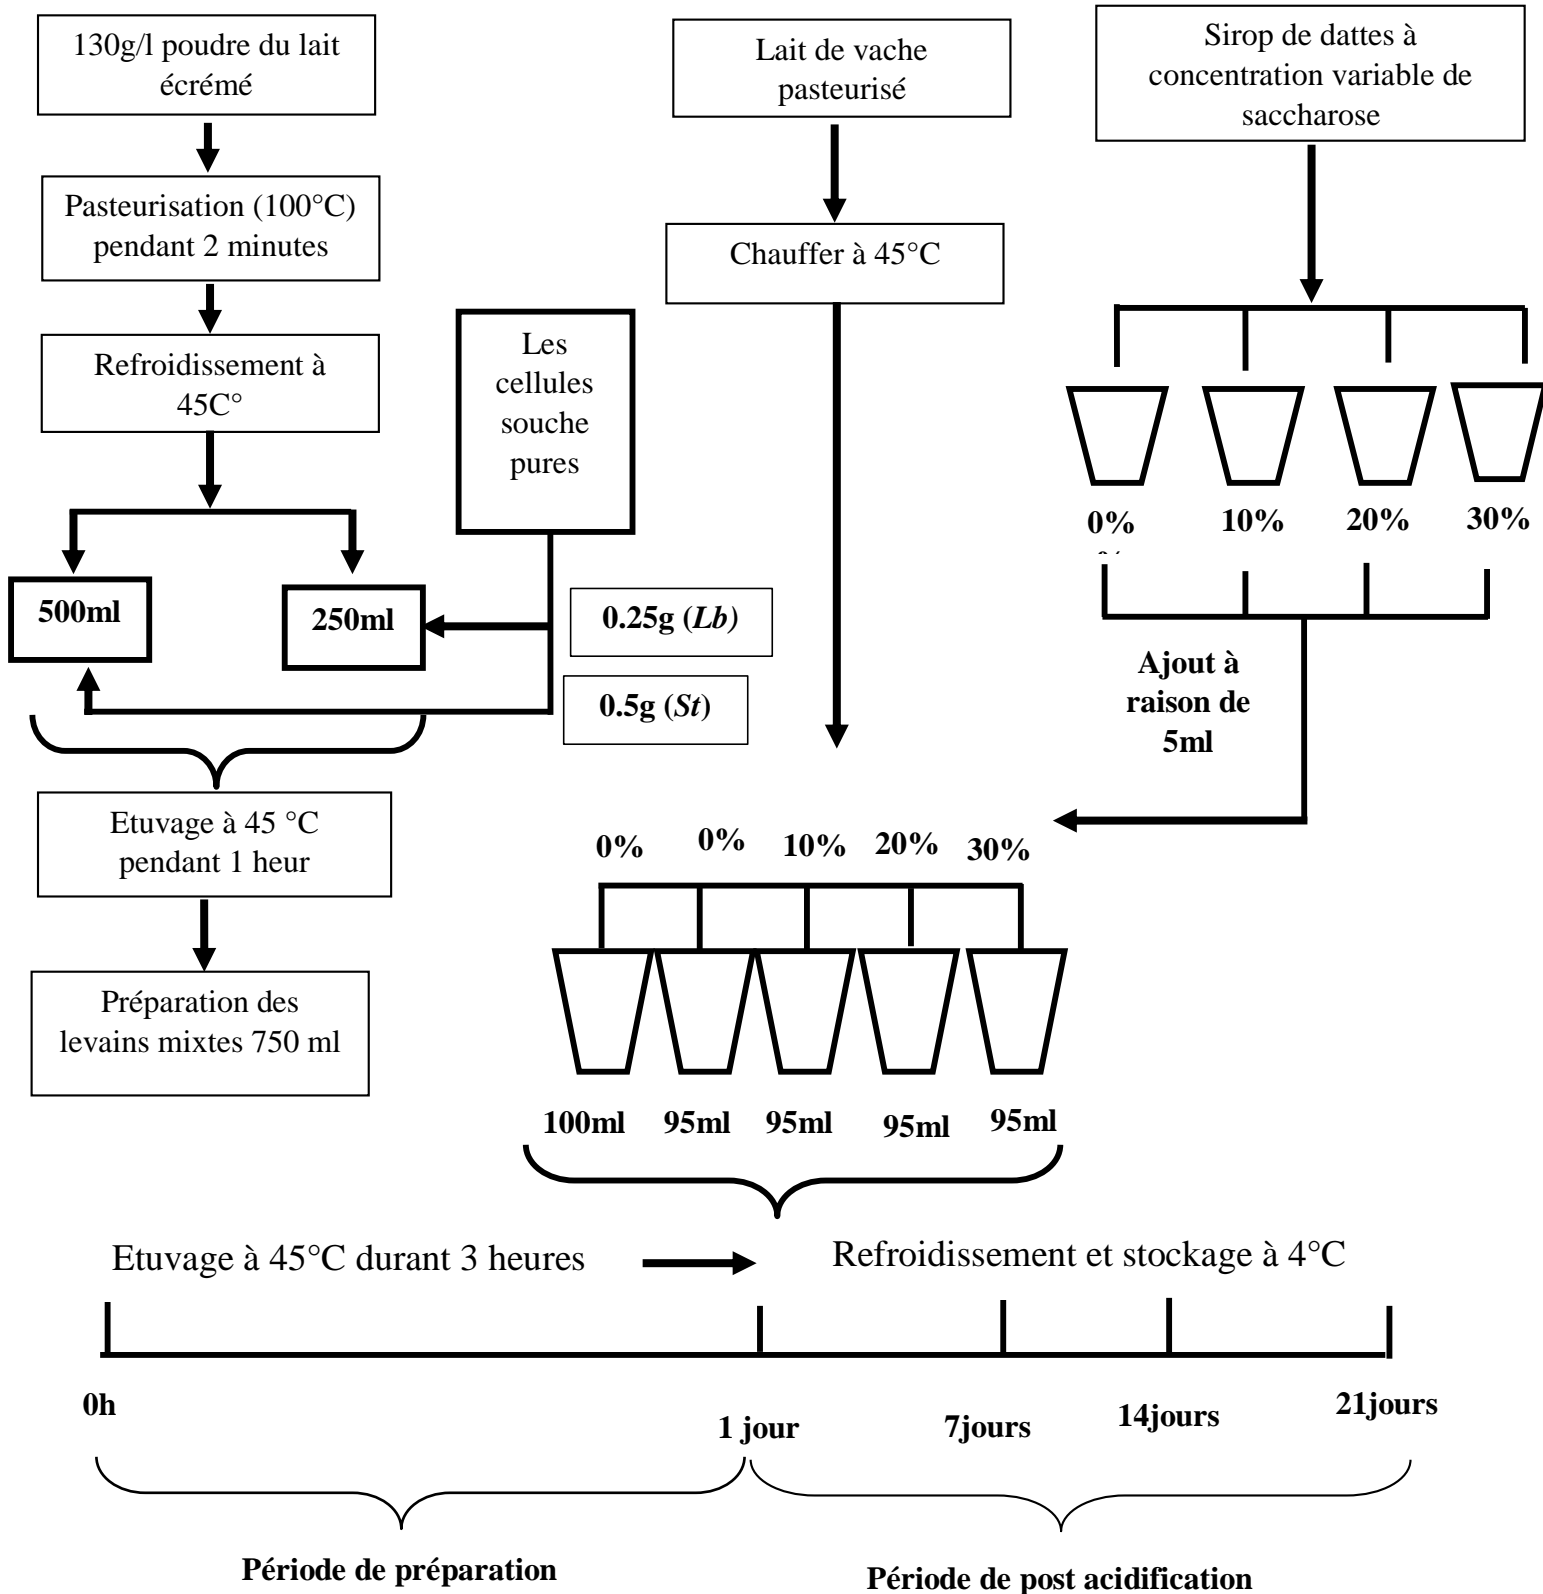 130g/l poudre du lait
écrémé
Pasteurisation (100°C)
pendant 2 minutes
Refroidissement à
45C°
500ml
250ml
Les
cellules
souche
pures
0.25g (Lb)
0.5g (St)
Etuvage à 45 °C
pendant 1 heur
Préparation des
levains mixtes 750 ml
Lait de vache
pasteurisé
Chauffer à 45°C
Sirop de dattes à
concentration variable de
saccharose
0% 10% 20% 30%
Ajout à
raison de
5ml
0% 0% 10% 20% 30%
100ml 95ml 95ml 95ml 95ml
Etuvage à 45°C durant 3 heures
Refroidissement et stockage à 4°C
0h 1 jour 7jours 14jours 21jours
Période de préparation
Période de post acidification